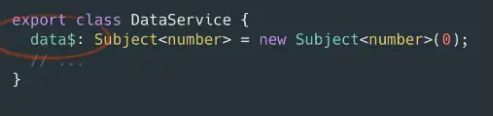 export class DataService {
data$: Subject<number> = new Subject<number>(0);
// ...
}